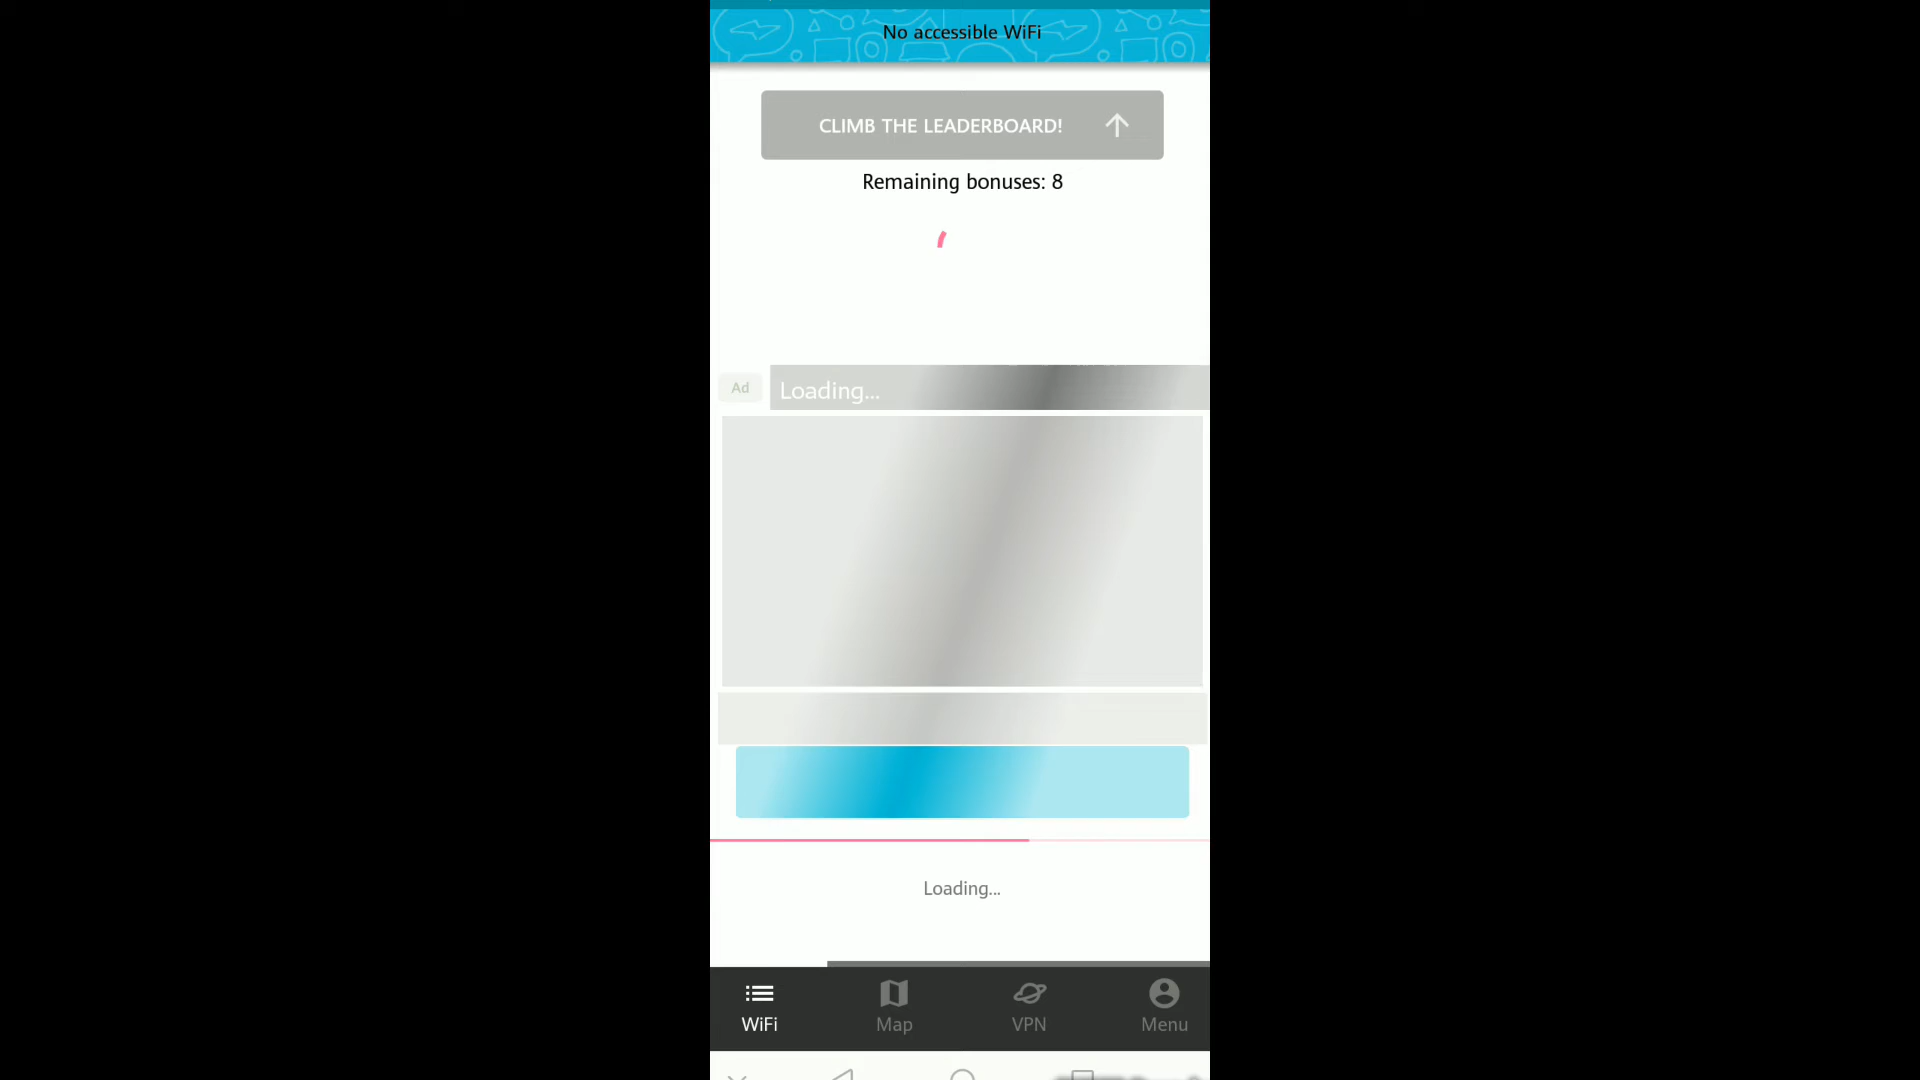 No accessible WiFi
CLIMB THE LEADERBOARD!
Remaining bonuses: 8
Ad
Loading...
Loading...
WiFi
Map
VPN
Menu